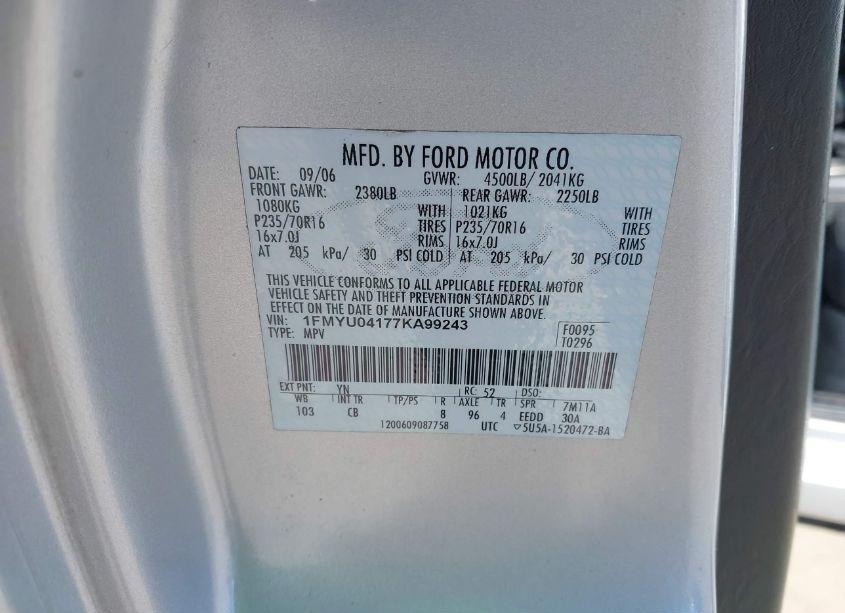 MFD. BY FORD MOTOR CO.
DATE: 09/06 GVWR: 4500LB/ 2041KG
FRONT GAWR: 2380LB REAR GAWR: 2250LB
1080KG WITH 1021KG WITH
P235/70R16 TIRES P235/70R16 TIRES
16x7.0J RIMS 16x7.0J RIMS
AT 205 kPa/ 30 PSI COLD AT 205 kPa/ 30 PSI COLD
THIS VEHICLE CONFORMS TO ALL APPLICABLE FEDERAL MOTOR
VEHICLE SAFETY AND THEFT PREVENTION STANDARDS IN
EFFECT ON THE DATE OF MANUFACTURE SHOWN ABOVE.
VIN: 1FMYU04177KA99243 F0095
TYPE: MPV T0296
EXT PNT: YN RC: 52 DSO:
WB INT TR TP/PS R AXLE TR SPR 7M11A
103 CB 8 96 4 EEDD 30A
1200609087758 UTC ▽5U5A-1520472-BA